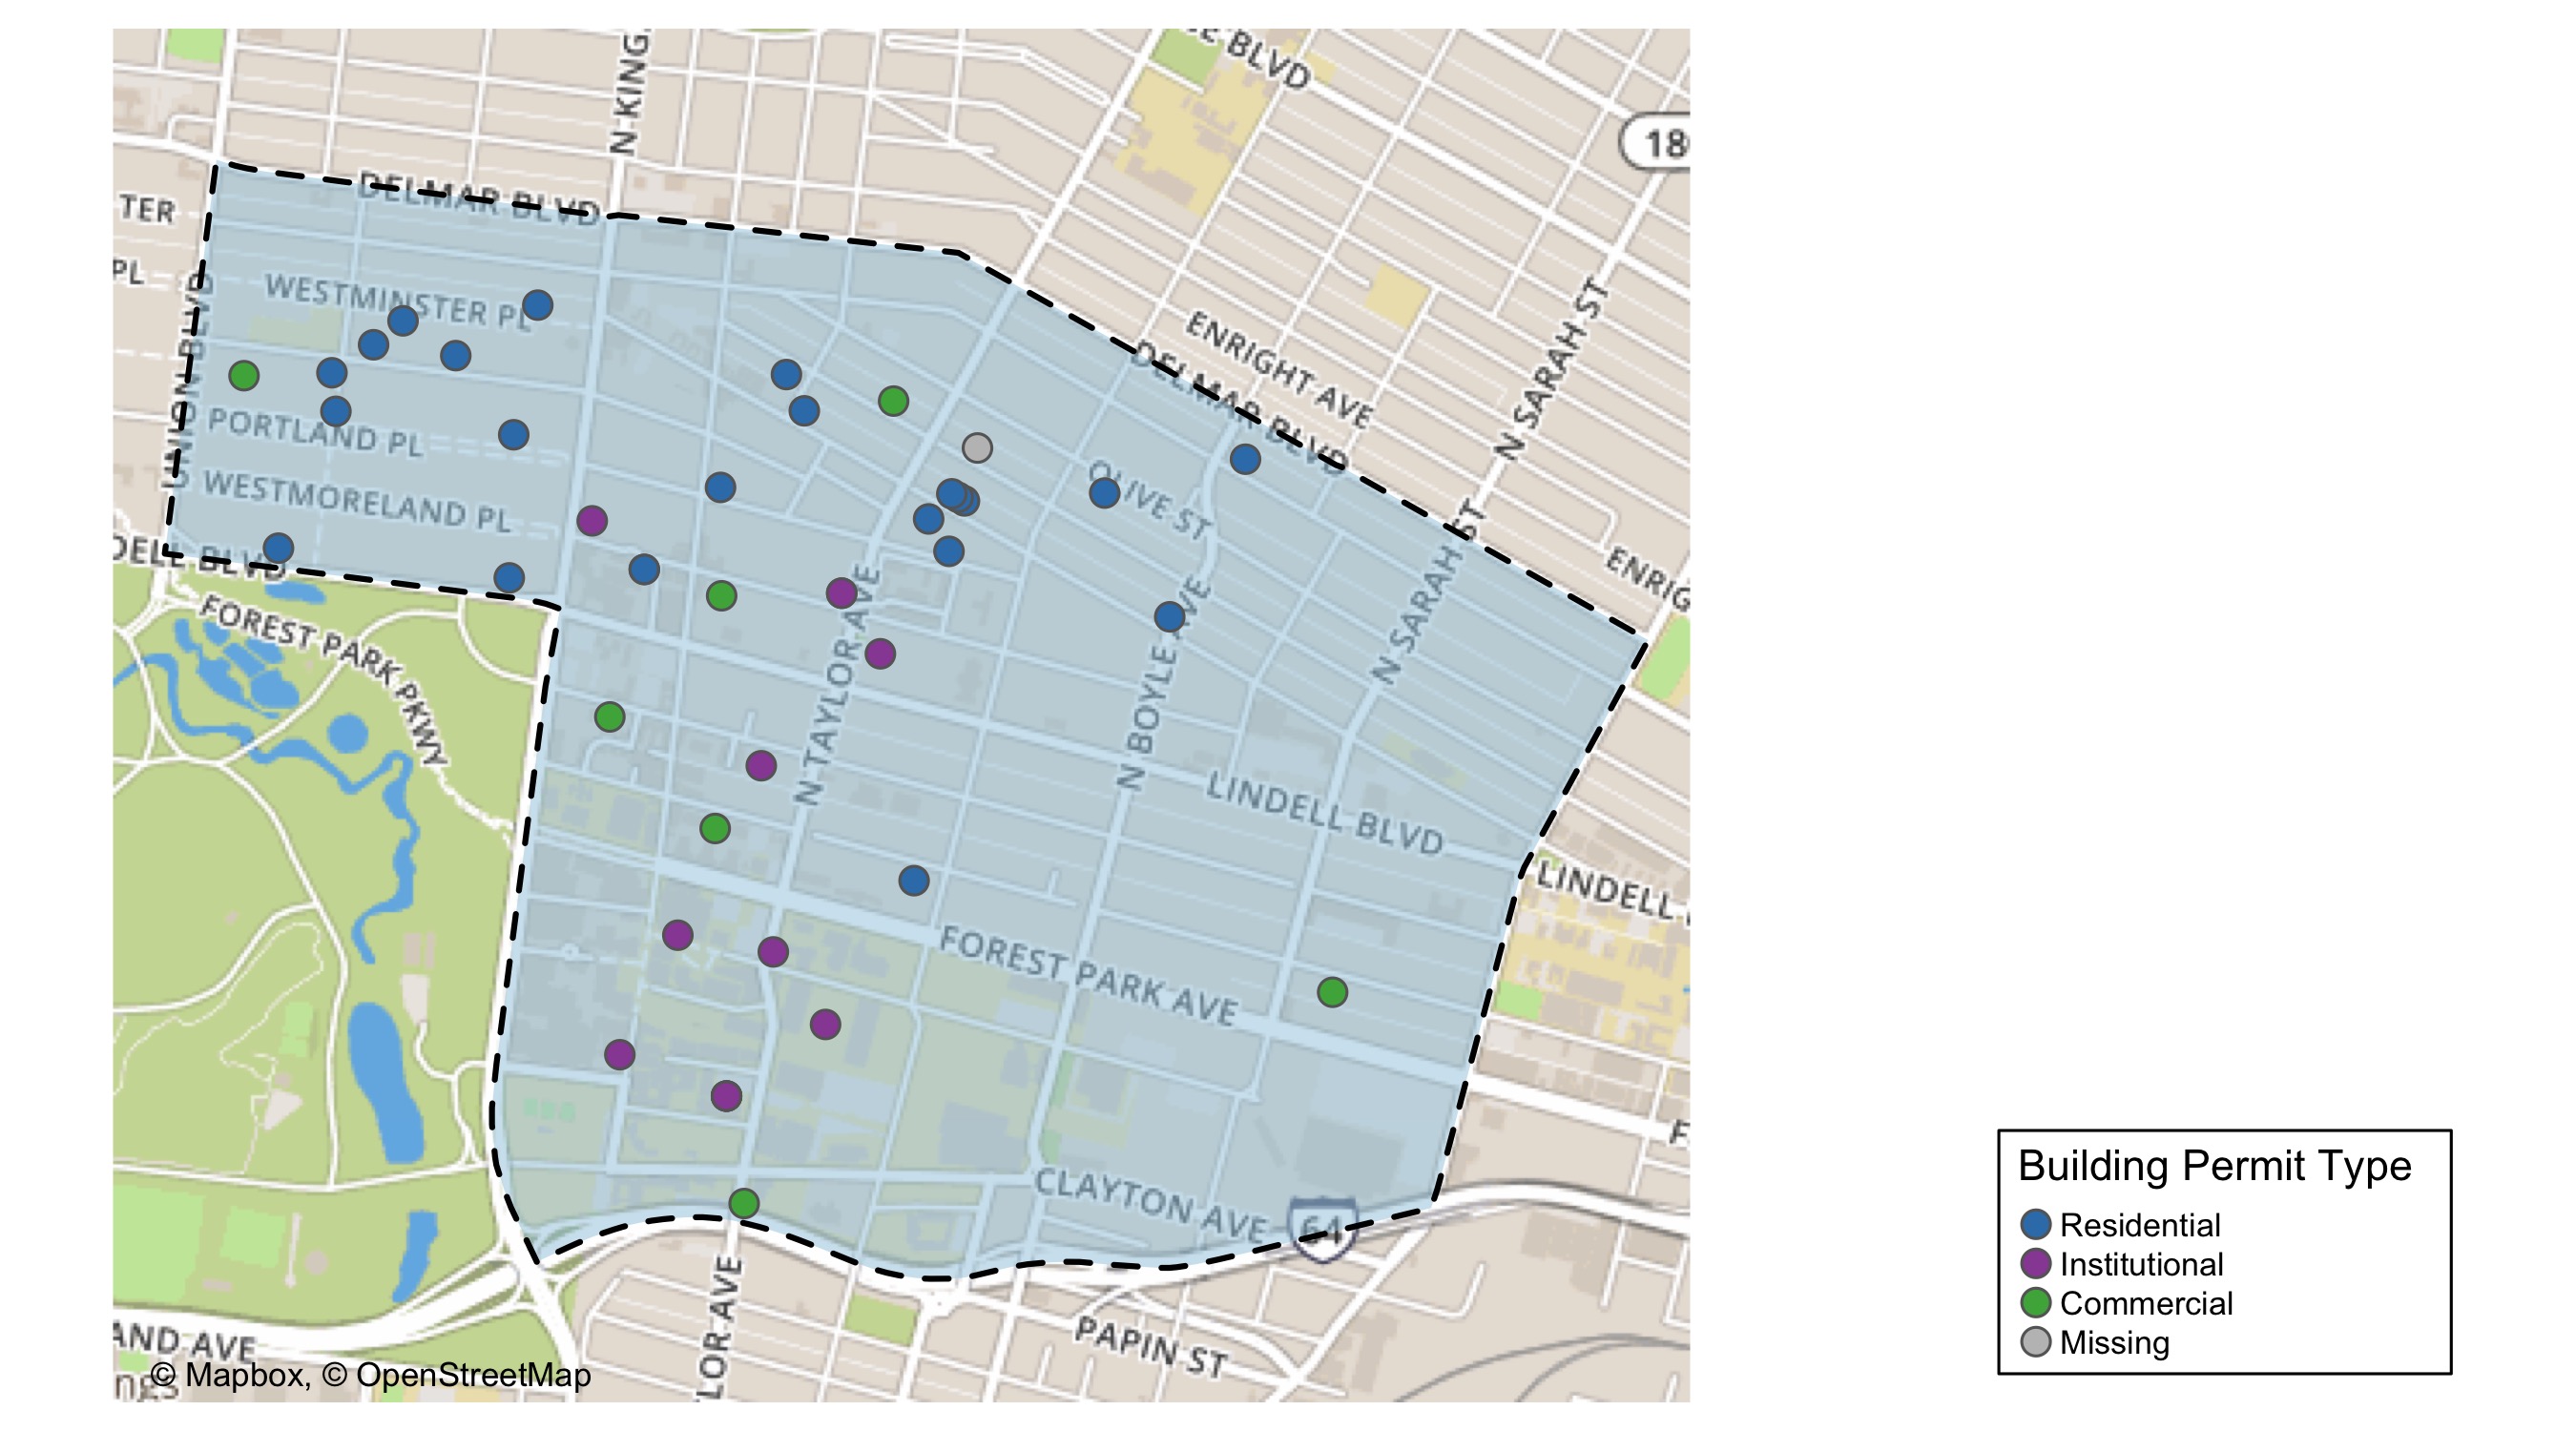 BLVD
N KING
18
TER
DELMAR BLVD
PL
WESTMINSTER PL
UNION BLVD
ENRIGHT AVE
DELMAR BLVD
N SARAH ST
PORTLAND PL
OLIVE ST
WESTMORELAND PL
N SARAH ST
DELL BLVD
ENRIG
FOREST PARK PKWY
N TAYLOR AVE
N BOYLE AVE
LINDELL BLVD
LINDELL
FOREST PARK AVE
F
CLAYTON AVE
64
LOR AVE
AND AVE
PAPIN ST
© Mapbox, © OpenStreetMap
Building Permit Type
Residential
Institutional
Commercial
Missing